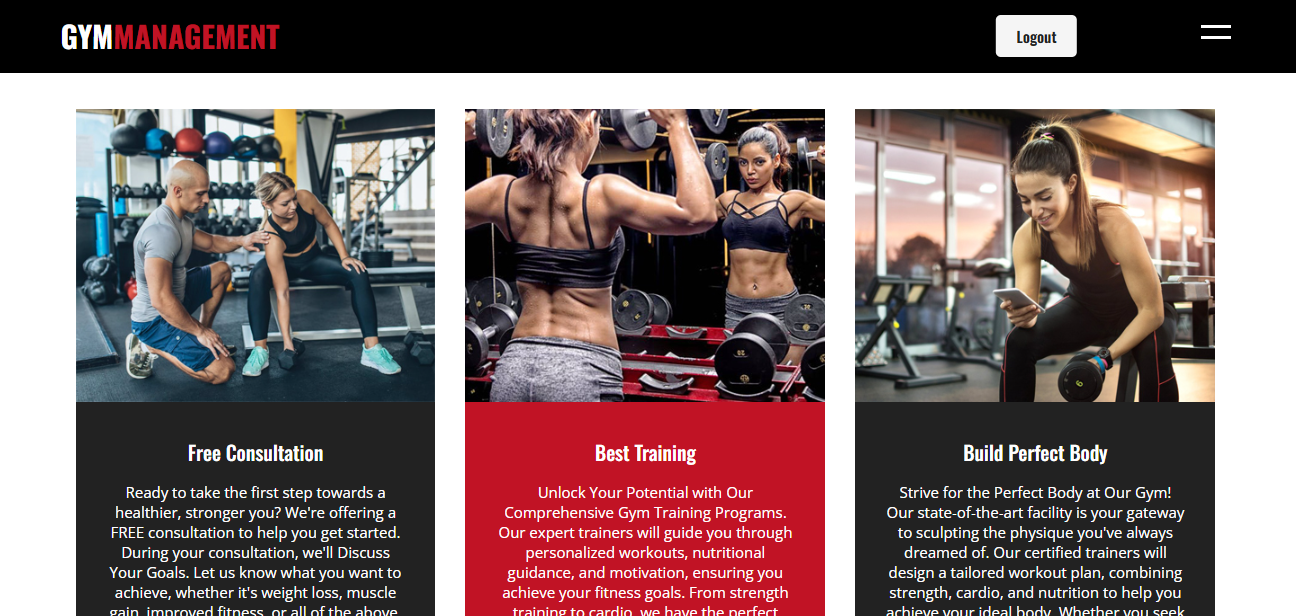 GYMMANAGEMENT
Logout
Free Consultation
Ready to take the first step towards a
healthier, stronger you? We're offering a
FREE consultation to help you get started.
During your consultation, we'll Discuss
Your Goals. Let us know what you want to
achieve, whether it's weight loss, muscle
gain, improved fitness, or all of the above.
Best Training
Unlock Your Potential with Our
Comprehensive Gym Training Programs.
Our expert trainers will guide you through
personalized workouts, nutritional
guidance, and motivation, ensuring you
achieve your fitness goals. From strength
training to cardio, we have the perfect
Build Perfect Body
Strive for the Perfect Body at Our Gym!
Our state-of-the-art facility is your gateway
to sculpting the physique you've always
dreamed of. Our certified trainers will
design a tailored workout plan, combining
strength, cardio, and nutrition to help you
achieve your ideal body. Whether you seek